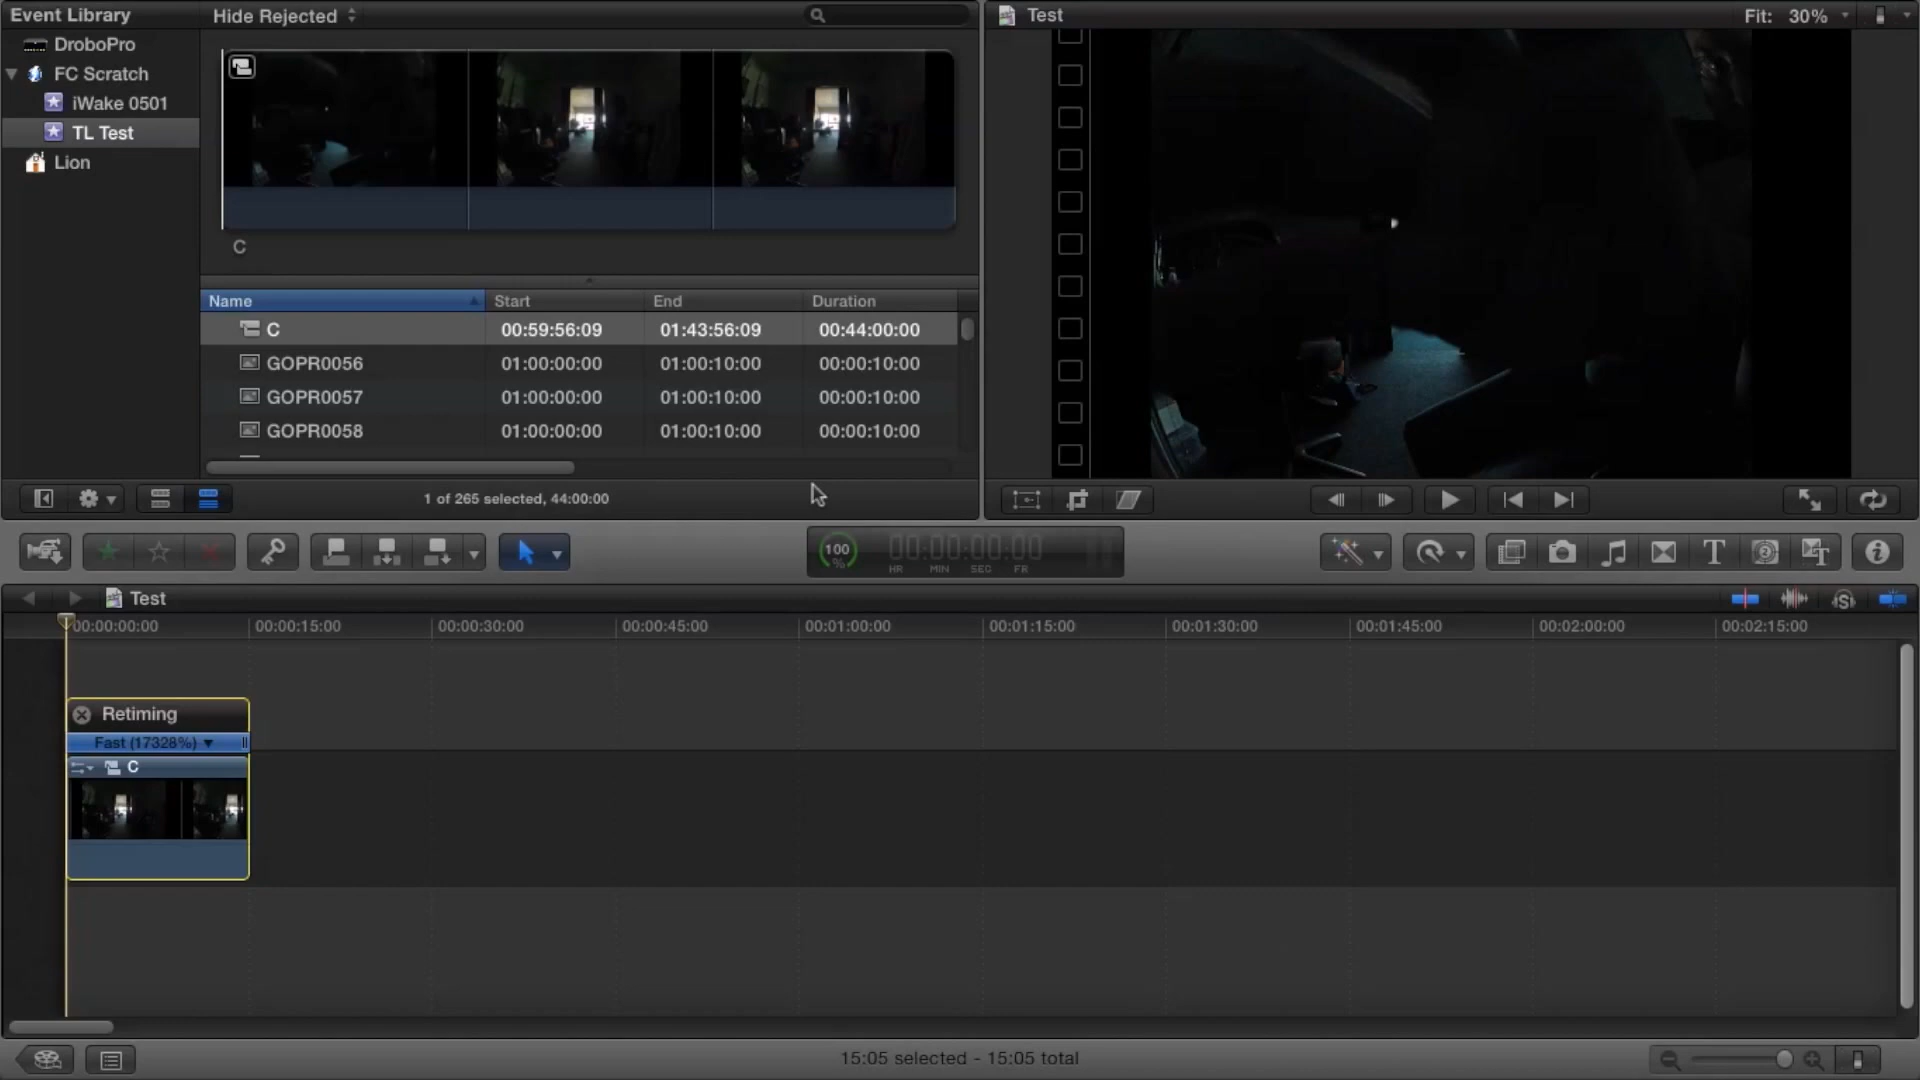 Event Library
Hide Rejected
Test
Fit: 30%
DroboPro
FC Scratch
iWake 0501
TL Test
Lion
C
Name Start End Duration
C 00:59:56:09 01:43:56:09 00:44:00:00
GOPR0056 01:00:00:00 01:00:10:00 00:00:10:00
GOPR0057 01:00:00:00 01:00:10:00 00:00:10:00
GOPR0058 01:00:00:00 01:00:10:00 00:00:10:00
1 of 265 selected, 44:00:00
100 %
00:00:00:00
HR MIN SEC FR
Test
00:00:00:00 00:00:15:00 00:00:30:00 00:00:45:00 00:01:00:00 00:01:15:00 00:01:30:00 00:01:45:00 00:02:00:00 00:02:15:00
Retiming
Fast (17328%)
C
15:05 selected - 15:05 total